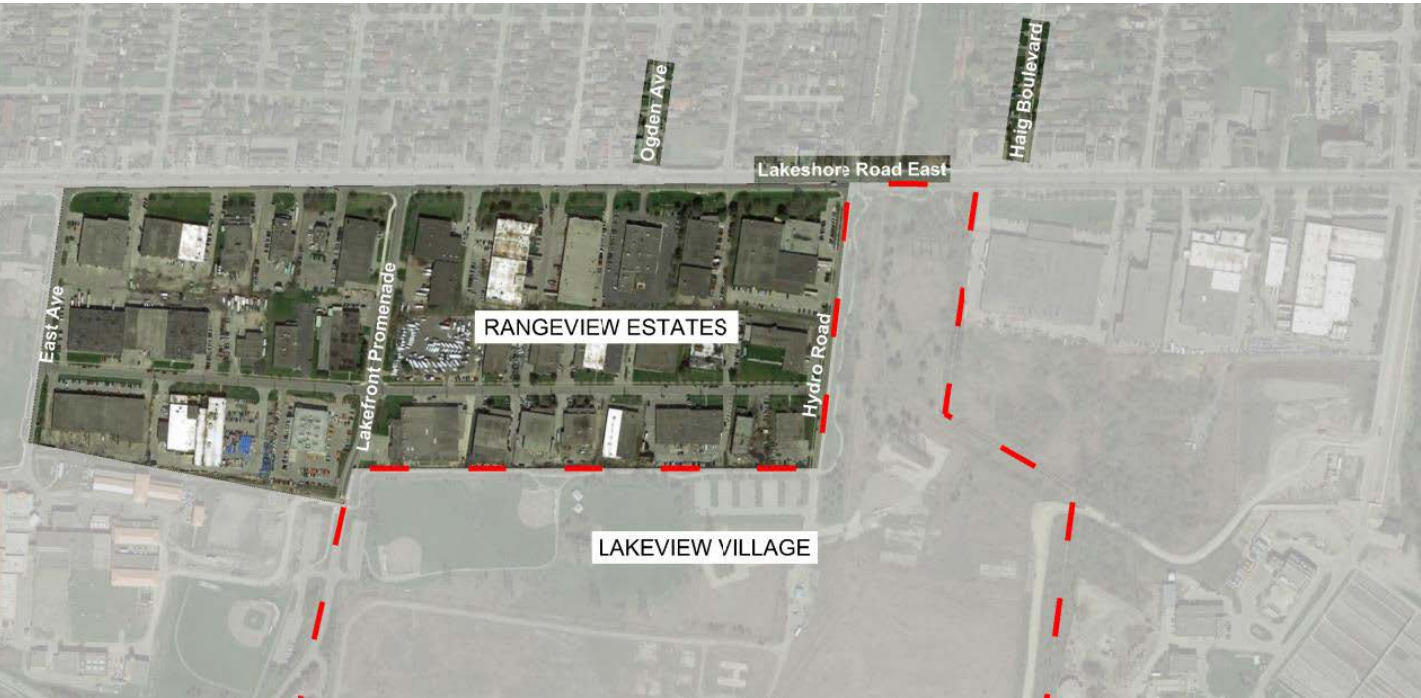 Ogden Ave
Haig Boulevard
Lakeshore Road East
East Ave
Lakefront Promenade
RANGEVIEW ESTATES
Hydro Road
LAKEVIEW VILLAGE